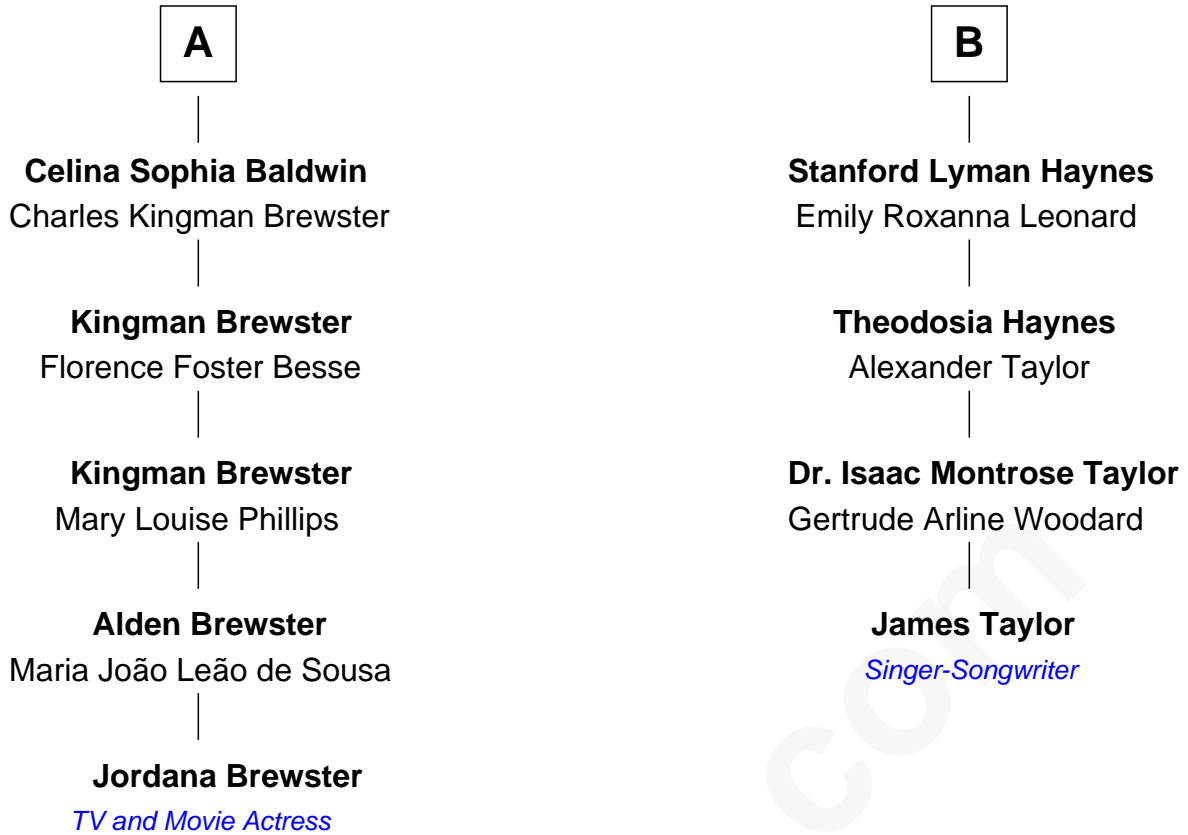 A
Celina Sophia Baldwin
Charles Kingman Brewster
Kingman Brewster
Florence Foster Besse
Kingman Brewster
Mary Louise Phillips
Alden Brewster
Maria João Leão de Sousa
Jordana Brewster
TV and Movie Actress
B
Stanford Lyman Haynes
Emily Roxanna Leonard
Theodosia Haynes
Alexander Taylor
Dr. Isaac Montrose Taylor
Gertrude Arline Woodard
James Taylor
Singer-Songwriter
com